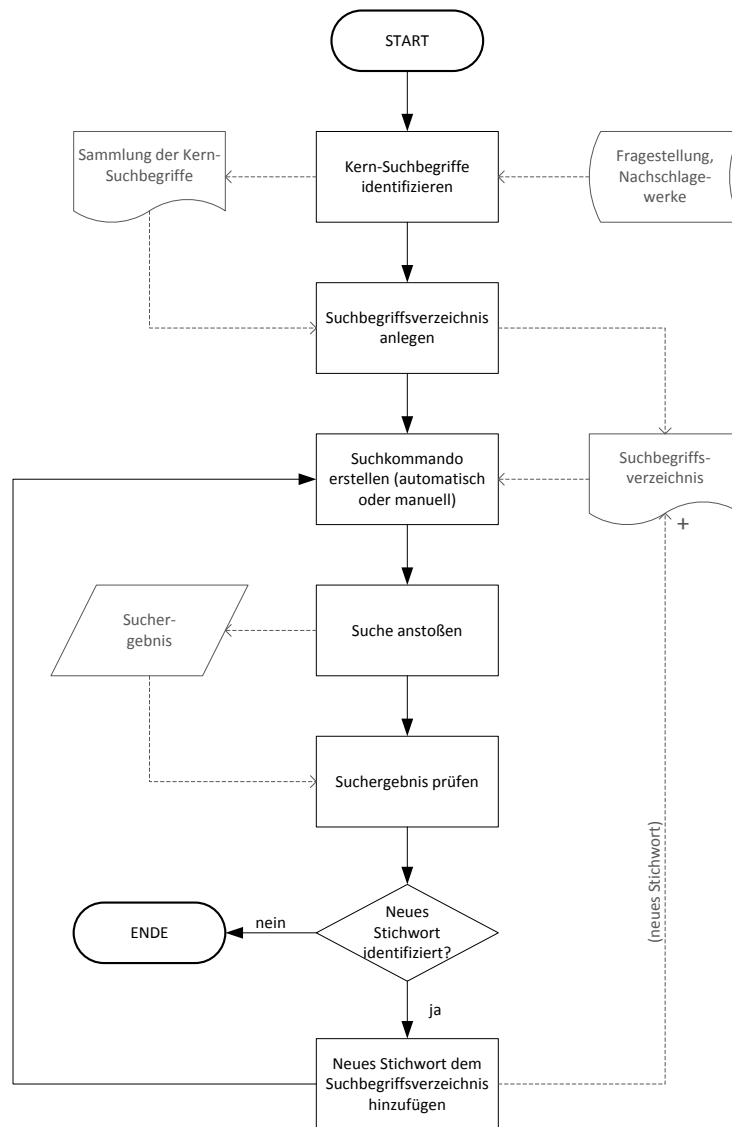 START
Sammlung der Kern-
Suchbegriffe
Kern-Suchbegriffe
identifizieren
Fragestellung,
Nachschlage-
werke
Suchbegriffsverzeichnis
anlegen
Suchkommando
erstellen (automatisch
oder manuell)
Suchbegriffs-
verzeichnis
+
Sucher-
gebnis
Suche anstoßen
Suchergebnis prüfen
(neues Stichwort)
ENDE
nein
Neues
Stichwort
identifiziert?
ja
Neues Stichwort dem
Suchbegriffsverzeichnis
hinzufügen